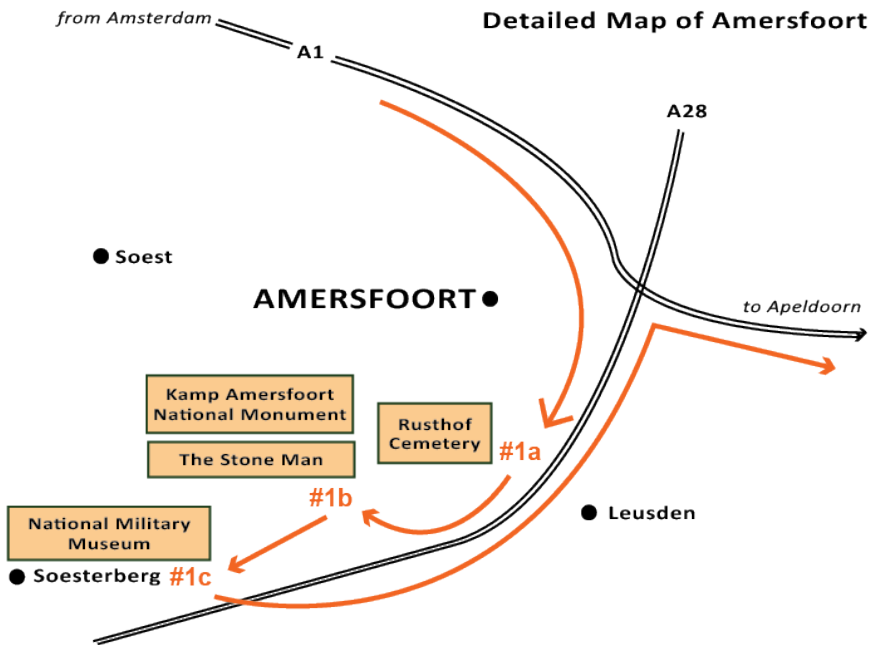 from Amsterdam
Detailed Map of Amersfoort
A1
A28
Soest
AMERSFOORT
to Apeldoorn
Kamp Amersfoort
National Monument
Rusthof
Cemetery
#1a
The Stone Man
#1b
Leusden
National Military
Museum
Soesterberg
#1c